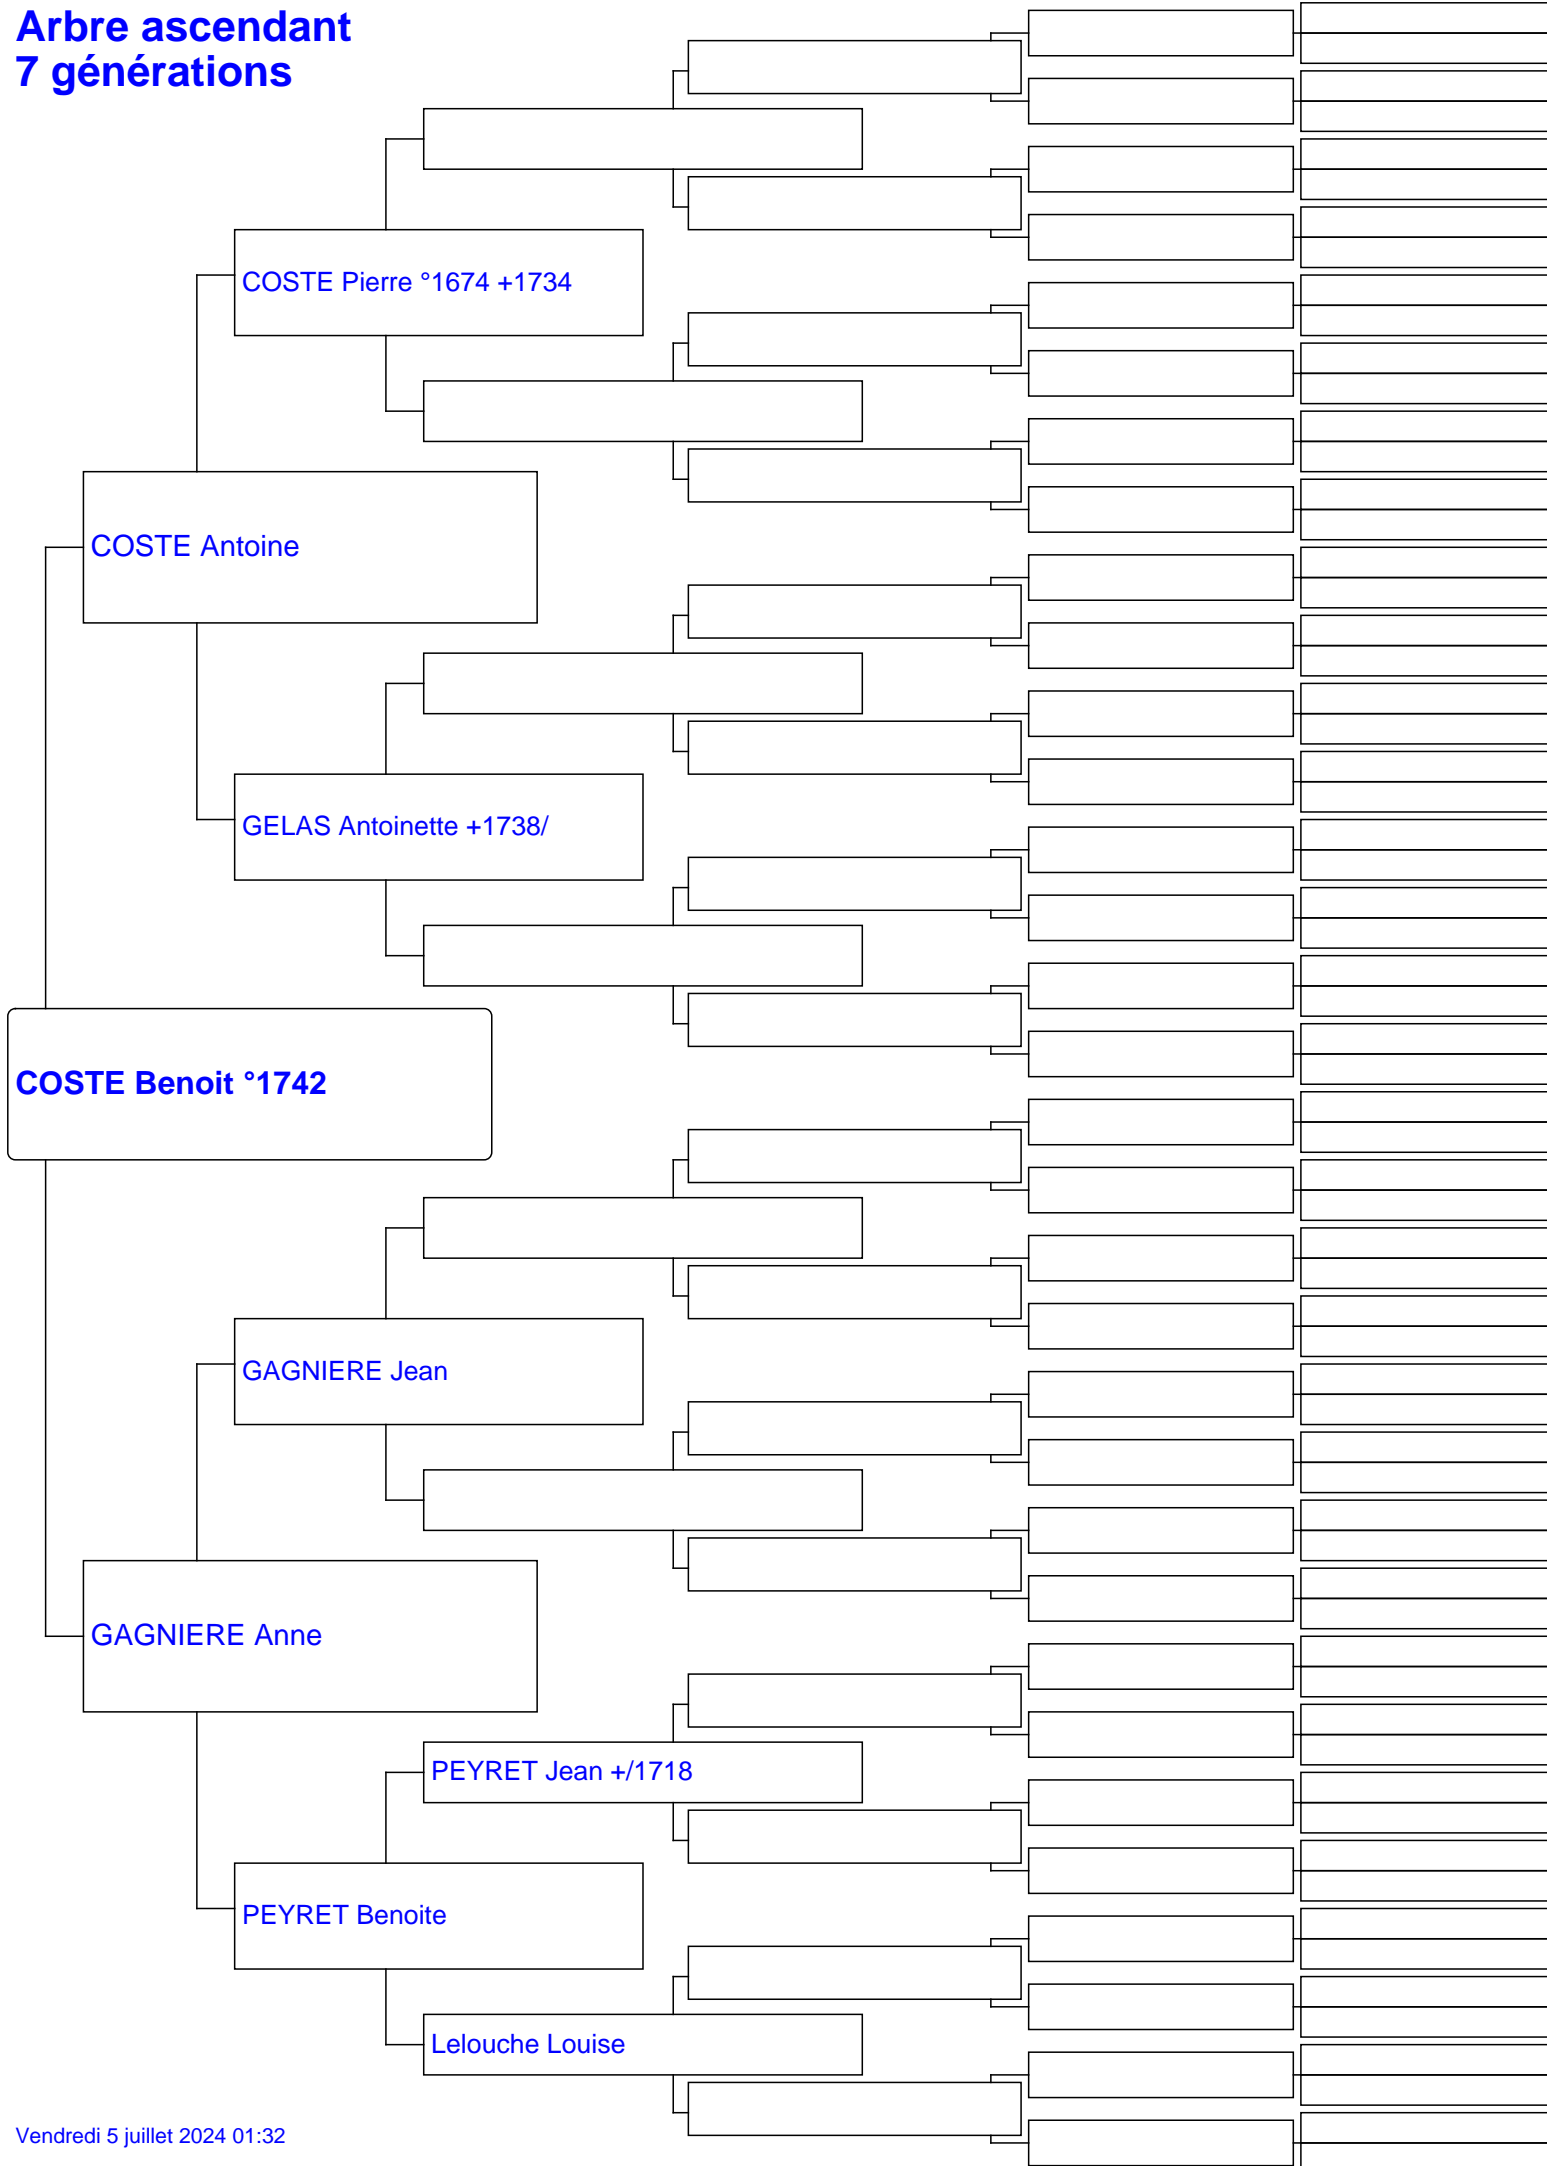 Arbre ascendant
7 générations
COSTE Pierre °1674 +1734
COSTE Antoine
GELAS Antoinette +1738/
COSTE Benoit °1742
GAGNIERE Jean
GAGNIERE Anne
PEYRET Jean +/1718
PEYRET Benoite
Lelouche Louise
Vendredi 5 juillet 2024 01:32